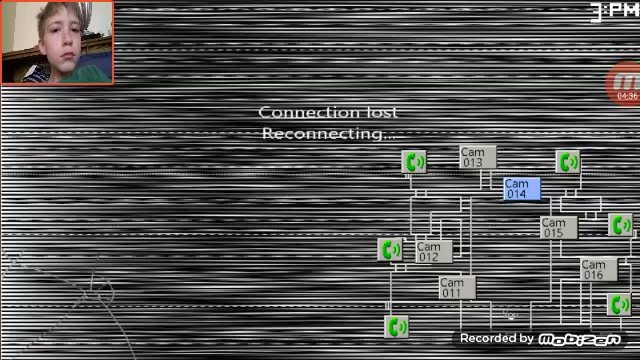 3:PM
04:36
Connection lost
Reconnecting...
Cam
013
Cam
014
Cam
015
Cam
012
Cam
016
Cam
011
You
Recorded by mobizen